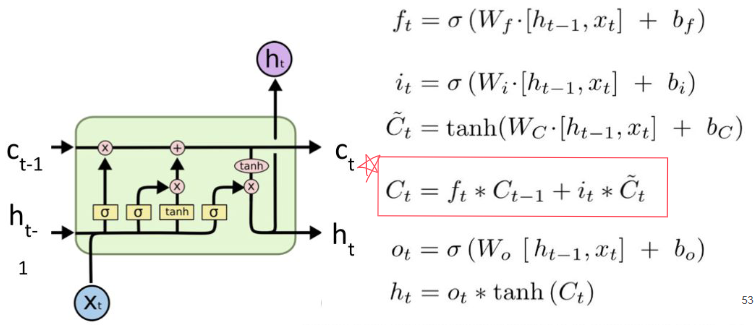 h_t
c_{t-1}
x
+
c_t
tanh
x
x
σ
σ
tanh
σ
h_{t-1}
h_t
X_t
f_t = σ (W_f·[h_{t−1}, x_t] + b_f)
i_t = σ (W_i·[h_{t−1}, x_t] + b_i)
C̃_t = tanh(W_C·[h_{t−1}, x_t] + b_C)
C_t = f_t * C_{t−1} + i_t * C̃_t
o_t = σ (W_o [h_{t−1}, x_t] + b_o)
h_t = o_t * tanh (C_t)
53